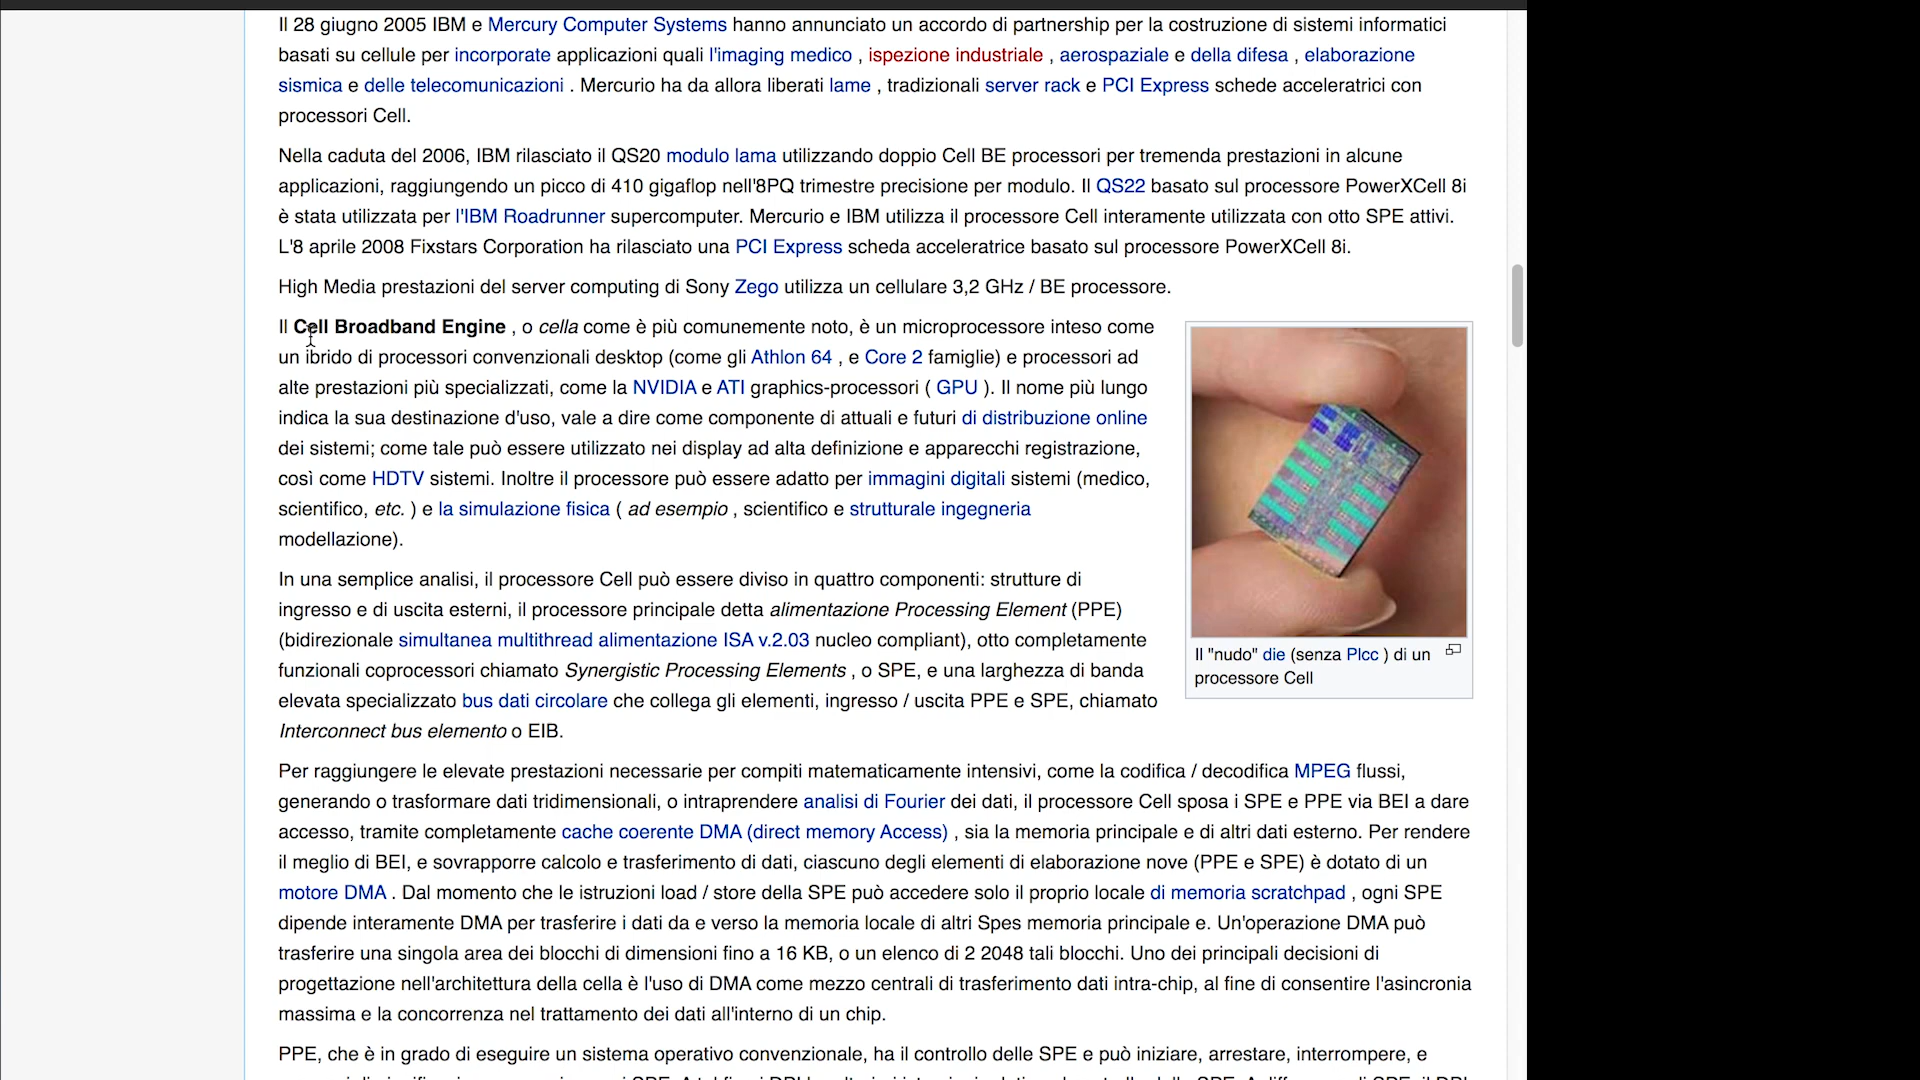 Il 28 giugno 2005 IBM e Mercury Computer Systems hanno annunciato un accordo di partnership per la costruzione di sistemi informatici
basati su cellule per incorporate applicazioni quali l'imaging medico , ispezione industriale , aerospaziale e della difesa , elaborazione
sismica e delle telecomunicazioni . Mercurio ha da allora liberati lame , tradizionali server rack e PCI Express schede acceleratrici con
processori Cell.
Nella caduta del 2006, IBM rilasciato il QS20 modulo lama utilizzando doppio Cell BE processori per tremenda prestazioni in alcune
applicazioni, raggiungendo un picco di 410 gigaflop nell'8PQ trimestre precisione per modulo. Il QS22 basato sul processore PowerXCell 8i
è stata utilizzata per l'IBM Roadrunner supercomputer. Mercurio e IBM utilizza il processore Cell interamente utilizzata con otto SPE attivi.
L'8 aprile 2008 Fixstars Corporation ha rilasciato una PCI Express scheda acceleratrice basato sul processore PowerXCell 8i.
High Media prestazioni del server computing di Sony Zego utilizza un cellulare 3,2 GHz / BE processore.
Il Cell Broadband Engine , o cella come è più comunemente noto, è un microprocessore inteso come
un ibrido di processori convenzionali desktop (come gli Athlon 64 , e Core 2 famiglie) e processori ad
alte prestazioni più specializzati, come la NVIDIA e ATI graphics-processori ( GPU ). Il nome più lungo
indica la sua destinazione d'uso, vale a dire come componente di attuali e futuri di distribuzione online
dei sistemi; come tale può essere utilizzato nei display ad alta definizione e apparecchi registrazione,
così come HDTV sistemi. Inoltre il processore può essere adatto per immagini digitali sistemi (medico,
scientifico, etc. ) e la simulazione fisica ( ad esempio , scientifico e strutturale ingegneria
modellazione).
Il "nudo" die (senza Plcc ) di un
processore Cell
In una semplice analisi, il processore Cell può essere diviso in quattro componenti: strutture di
ingresso e di uscita esterni, il processore principale detta alimentazione Processing Element (PPE)
(bidirezionale simultanea multithread alimentazione ISA v.2.03 nucleo compliant), otto completamente
funzionali coprocessori chiamato Synergistic Processing Elements , o SPE, e una larghezza di banda
elevata specializzato bus dati circolare che collega gli elementi, ingresso / uscita PPE e SPE, chiamato
Interconnect bus elemento o EIB.
Per raggiungere le elevate prestazioni necessarie per compiti matematicamente intensivi, come la codifica / decodifica MPEG flussi,
generando o trasformare dati tridimensionali, o intraprendere analisi di Fourier dei dati, il processore Cell sposa i SPE e PPE via BEI a dare
accesso, tramite completamente cache coerente DMA (direct memory Access) , sia la memoria principale e di altri dati esterno. Per rendere
il meglio di BEI, e sovrapporre calcolo e trasferimento di dati, ciascuno degli elementi di elaborazione nove (PPE e SPE) è dotato di un
motore DMA . Dal momento che le istruzioni load / store della SPE può accedere solo il proprio locale di memoria scratchpad , ogni SPE
dipende interamente DMA per trasferire i dati da e verso la memoria locale di altri Spes memoria principale e. Un'operazione DMA può
trasferire una singola area dei blocchi di dimensioni fino a 16 KB, o un elenco di 2 2048 tali blocchi. Uno dei principali decisioni di
progettazione nell'architettura della cella è l'uso di DMA come mezzo centrali di trasferimento dati intra-chip, al fine di consentire l'asincronia
massima e la concorrenza nel trattamento dei dati all'interno di un chip.
PPE, che è in grado di eseguire un sistema operativo convenzionale, ha il controllo delle SPE e può iniziare, arrestare, interrompere, e